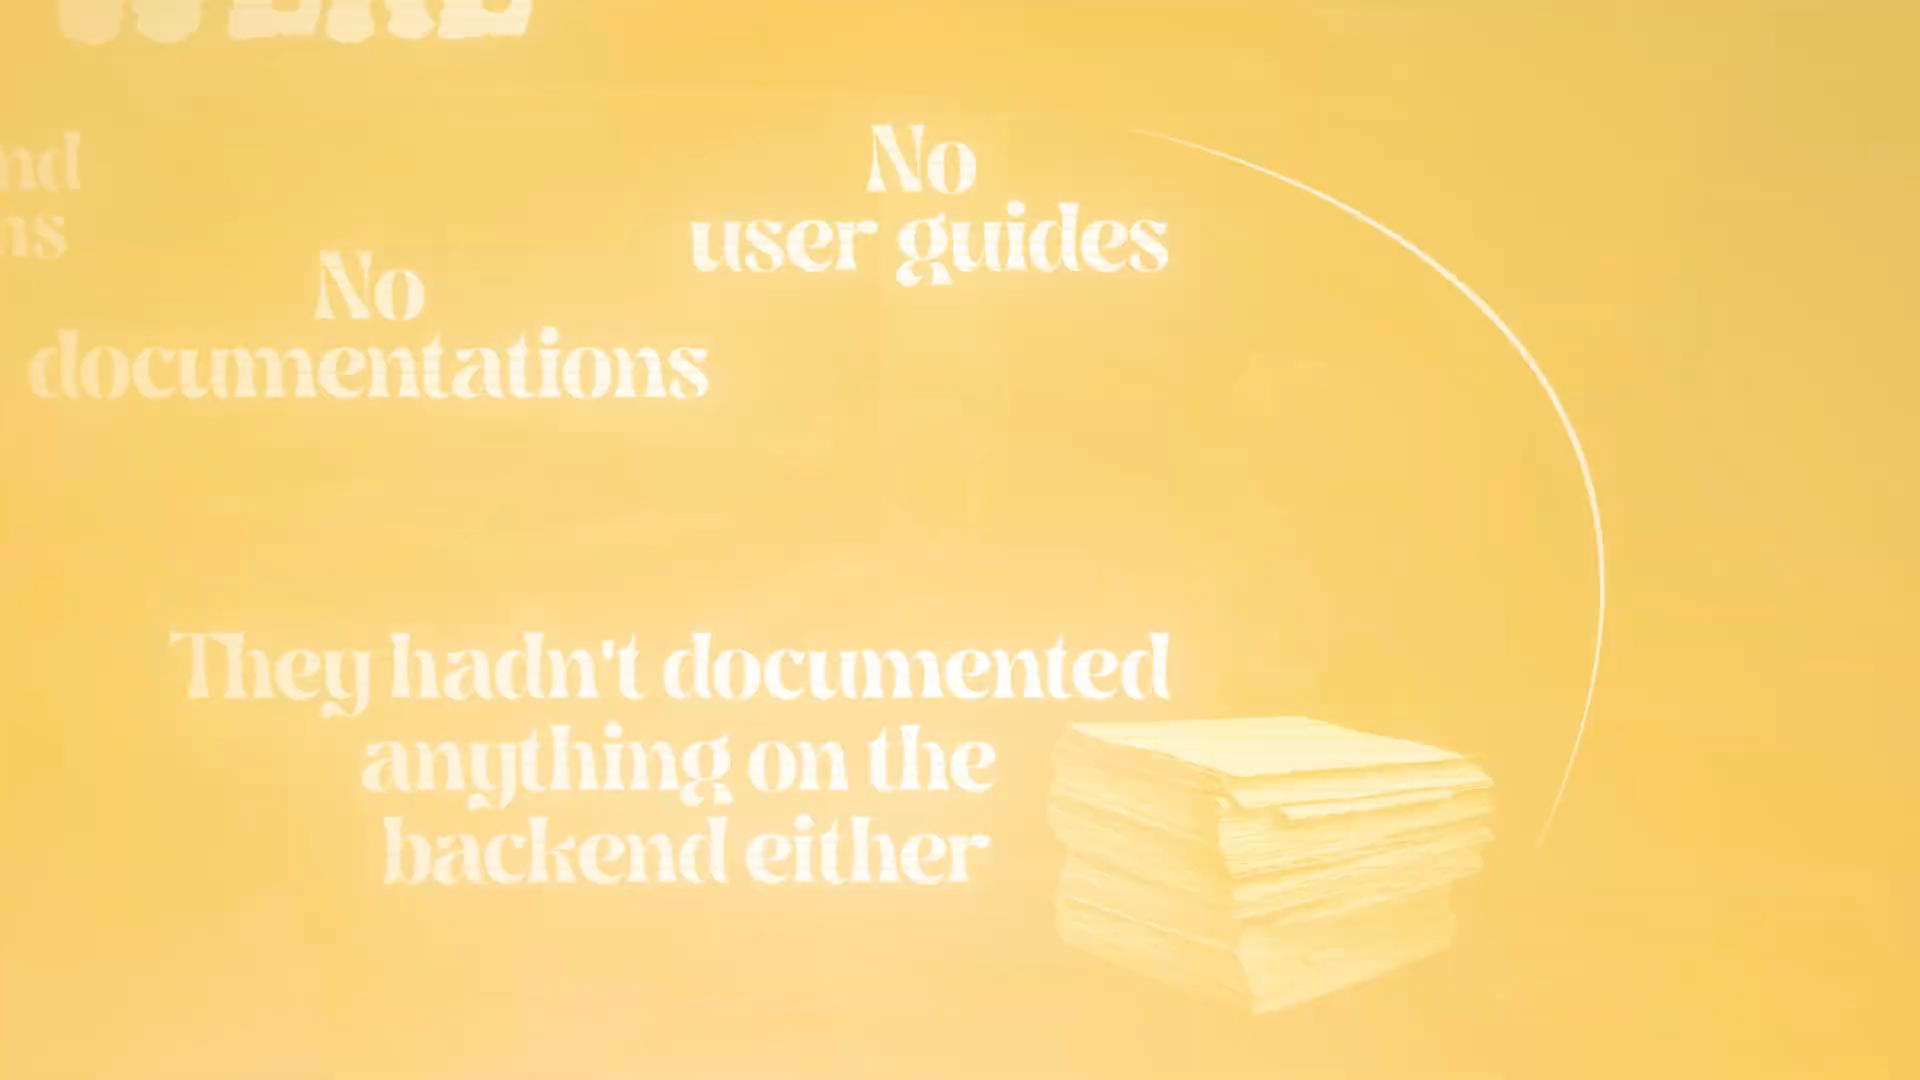 No
user guides
No
documentations
They hadn't documented
anything on the
backend either